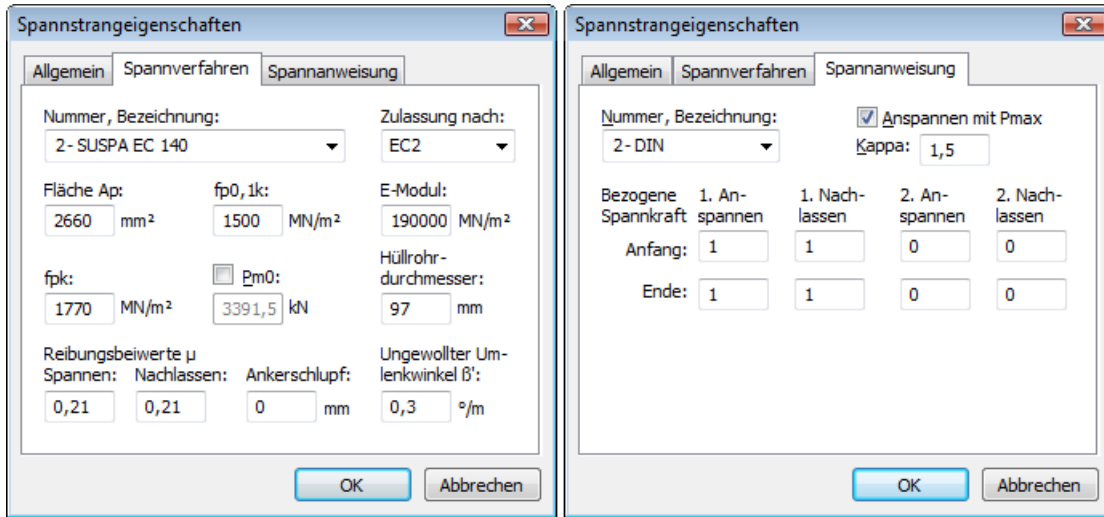 Spannstrangeigenschaften
Allgemein Spannverfahren Spannanweisung
Nummer, Bezeichnung: Zulassung nach:
2- SUSPA EC 140 EC2
Fläche Ap: fp0,1k: E-Modul:
2660 mm² 1500 MN/m² 190000 MN/m²
Hüllrohr-
fpk: Pm0: durchmesser:
1770 MN/m² 3391,5 kN 97 mm
Reibungsbeiwerte µ Ungewollter Um-
Spannen: Nachlassen: Ankerschlupf: lenkwinkel ß':
0,21 0,21 0 mm 0,3 º/m
OK Abbrechen
Spannstrangeigenschaften
Allgemein Spannverfahren Spannanweisung
Nummer, Bezeichnung: Anspannen mit Pmax
2- DIN Kappa: 1,5
Bezogene 1. An- 1. Nach- 2. An- 2. Nach-
Spannkraft spannen lassen spannen lassen
Anfang: 1 1 0 0
Ende: 1 1 0 0
OK Abbrechen